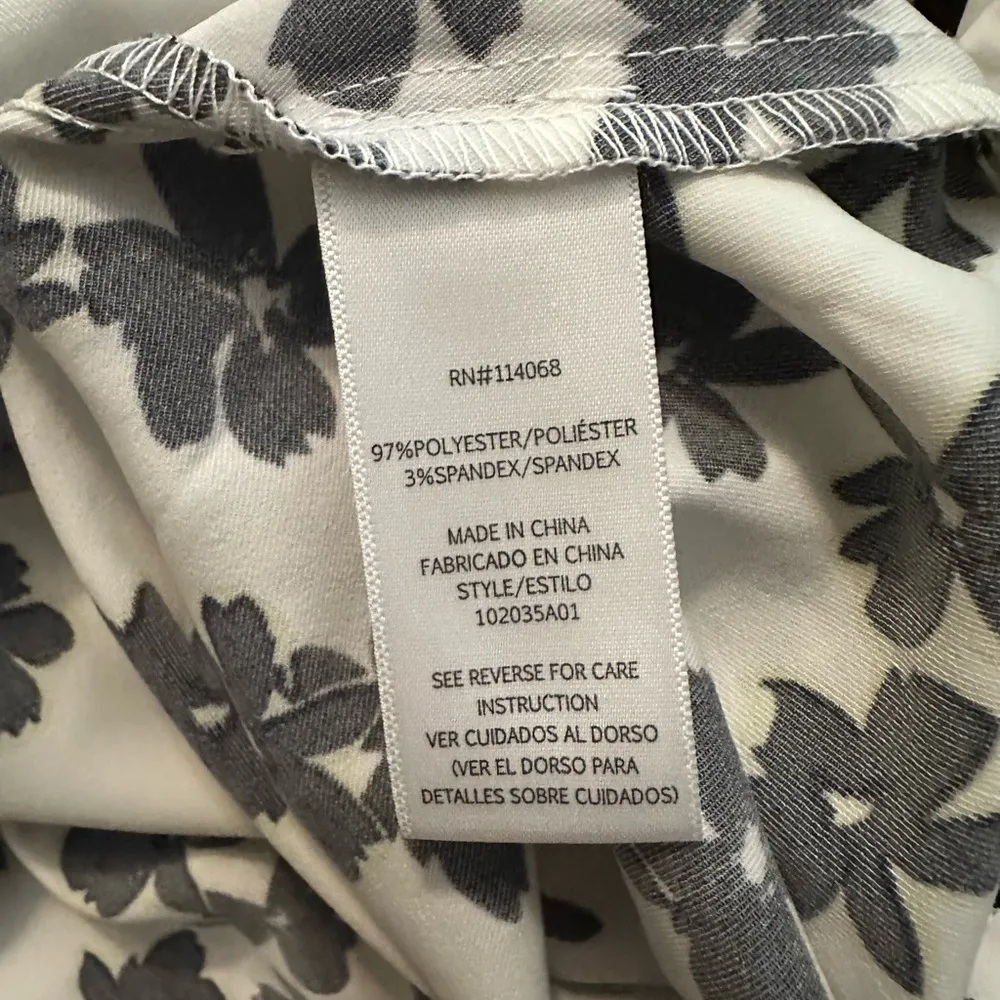 RN#114068
97%POLYESTER/POLIÉSTER
3%SPANDEX/SPANDEX
MADE IN CHINA
FABRICADO EN CHINA
STYLE/ESTILO
102035A01
SEE REVERSE FOR CARE
INSTRUCTION
VER CUIDADOS AL DORSO
(VER EL DORSO PARA
DETALLES SOBRE CUIDADOS)